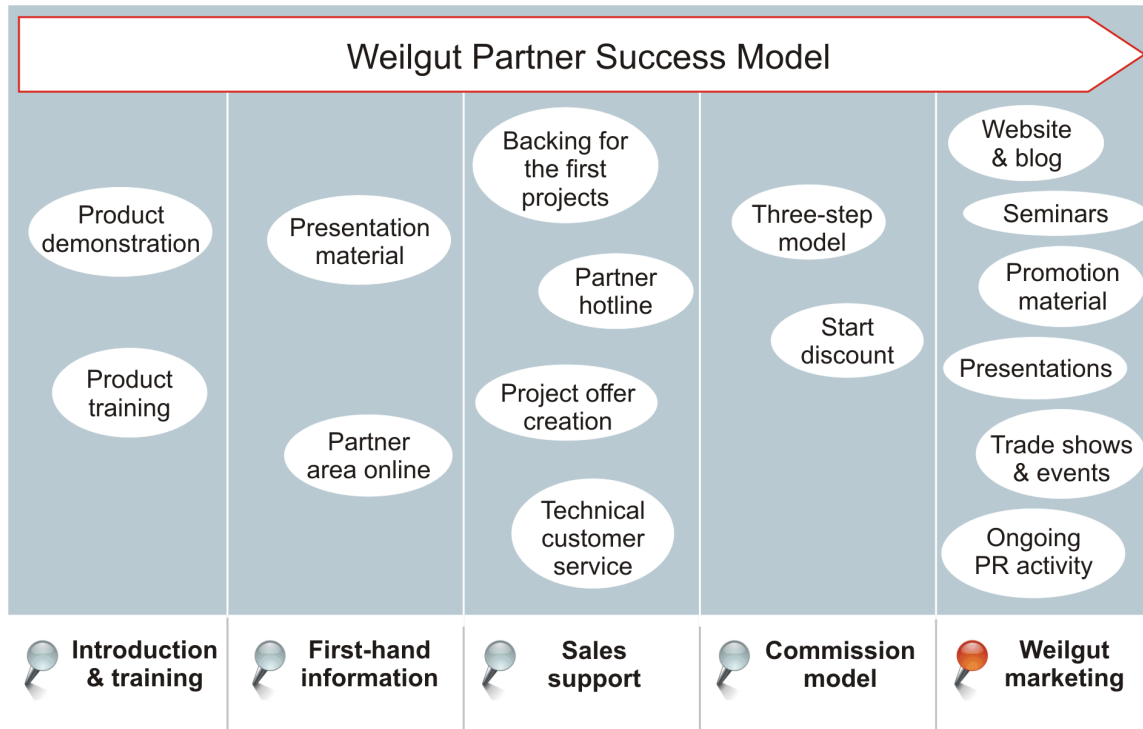 Weilgut Partner Success Model
Product
demonstration
Product
training
Presentation
material
Partner
area online
Backing for
the first
projects
Partner
hotline
Project offer
creation
Technical
customer
service
Three-step
model
Start
discount
Website
& blog
Seminars
Promotion
material
Presentations
Trade shows
& events
Ongoing
PR activity
Introduction
& training
First-hand
information
Sales
support
Commission
model
Weilgut
marketing